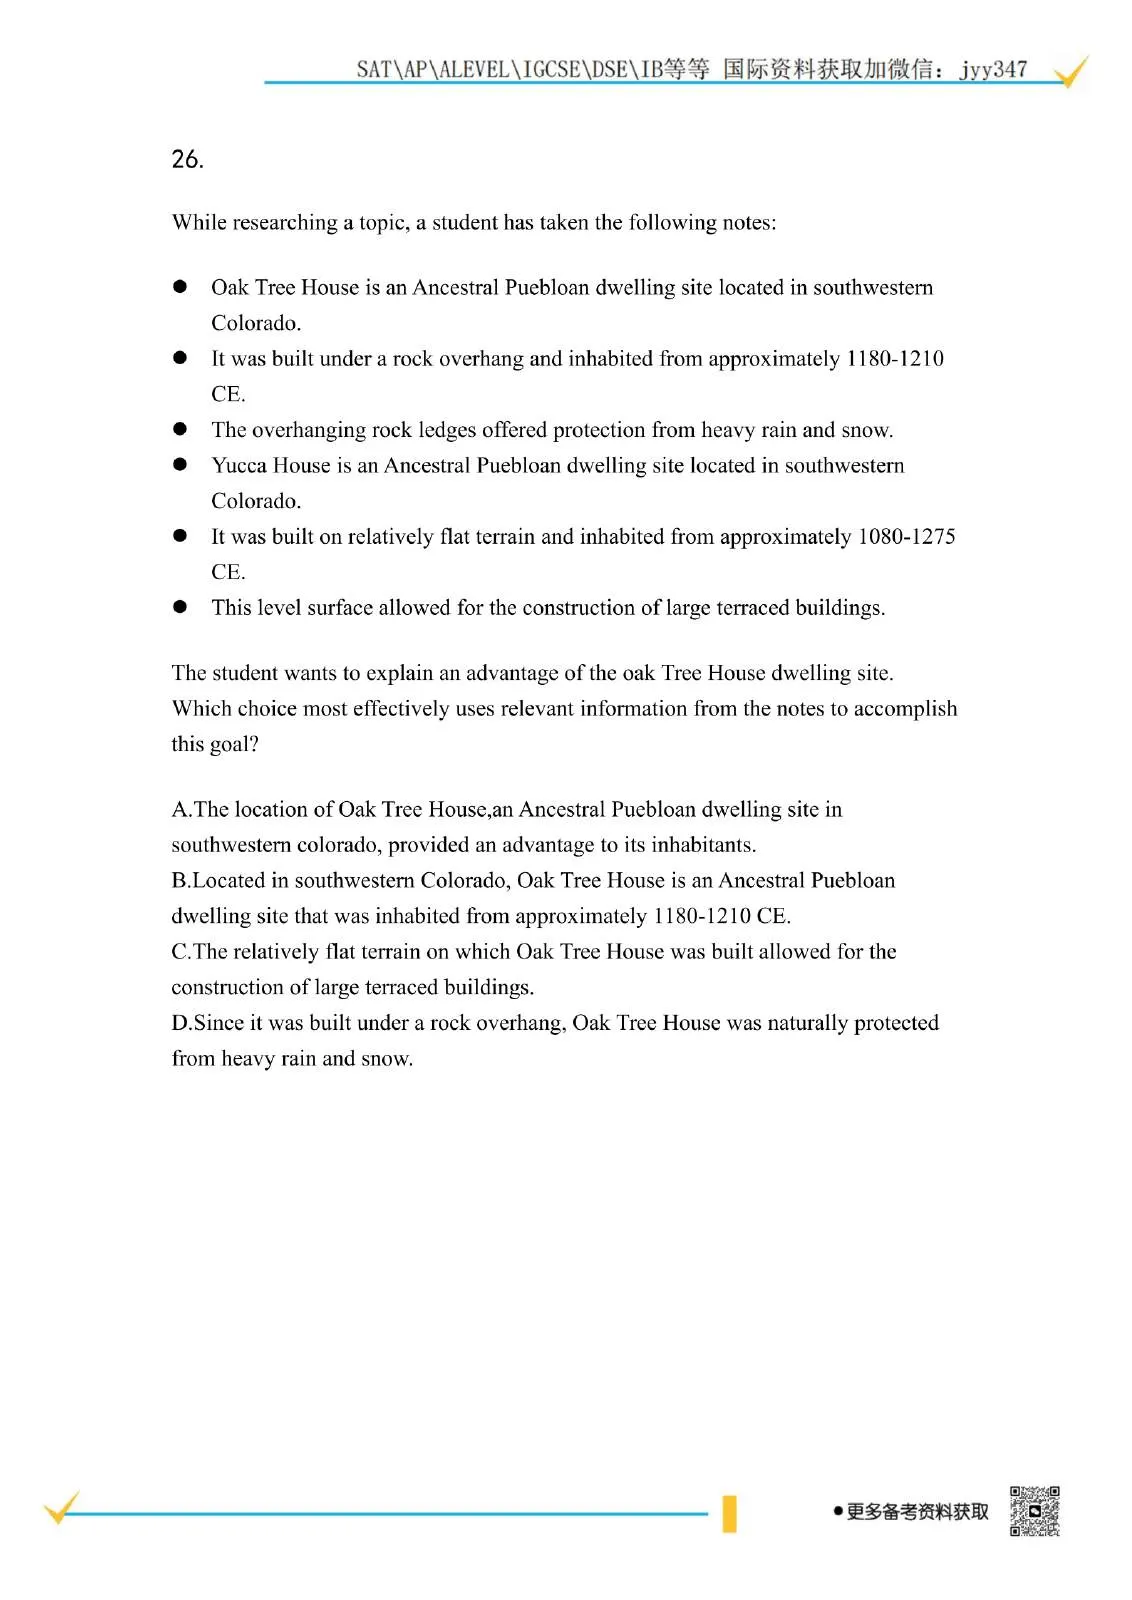 SAT\AP\ALEVEL\IGCSE\DSE\IB等等 国际资料获取加微信：jyy347
26.
While researching a topic, a student has taken the following notes:
● Oak Tree House is an Ancestral Puebloan dwelling site located in southwestern
Colorado.
● It was built under a rock overhang and inhabited from approximately 1180-1210
CE.
● The overhanging rock ledges offered protection from heavy rain and snow.
● Yucca House is an Ancestral Puebloan dwelling site located in southwestern
Colorado.
● It was built on relatively flat terrain and inhabited from approximately 1080-1275
CE.
● This level surface allowed for the construction of large terraced buildings.
The student wants to explain an advantage of the oak Tree House dwelling site.
Which choice most effectively uses relevant information from the notes to accomplish
this goal?
A.The location of Oak Tree House,an Ancestral Puebloan dwelling site in
southwestern colorado, provided an advantage to its inhabitants.
B.Located in southwestern Colorado, Oak Tree House is an Ancestral Puebloan
dwelling site that was inhabited from approximately 1180-1210 CE.
C.The relatively flat terrain on which Oak Tree House was built allowed for the
construction of large terraced buildings.
D.Since it was built under a rock overhang, Oak Tree House was naturally protected
from heavy rain and snow.
●更多备考资料获取